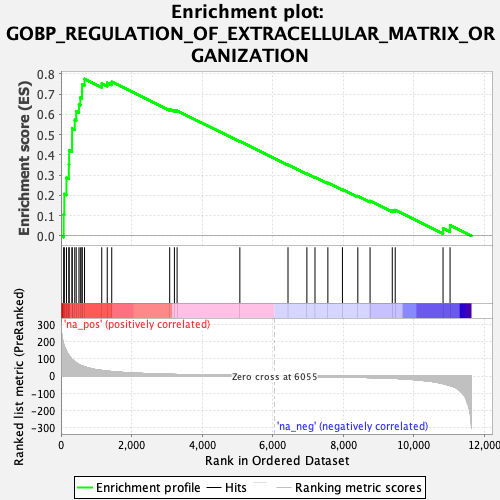 Enrichment plot:
GOBP_REGULATION_OF_EXTRACELLULAR_MATRIX_OR
GANIZATION
Enrichment score (ES)
0.8
0.7
0.6
0.5
0.4
0.3
0.2
0.1
0.0
'na_pos' (positively correlated)
Ranked list metric (PreRanked)
300
200
100
0
-100
-200
-300
Zero cross at 6055
'na_neg' (negatively correlated)
0 2,000 4,000 6,000 8,000 10,000 12,000
Rank in Ordered Dataset
Enrichment profile Hits Ranking metric scores